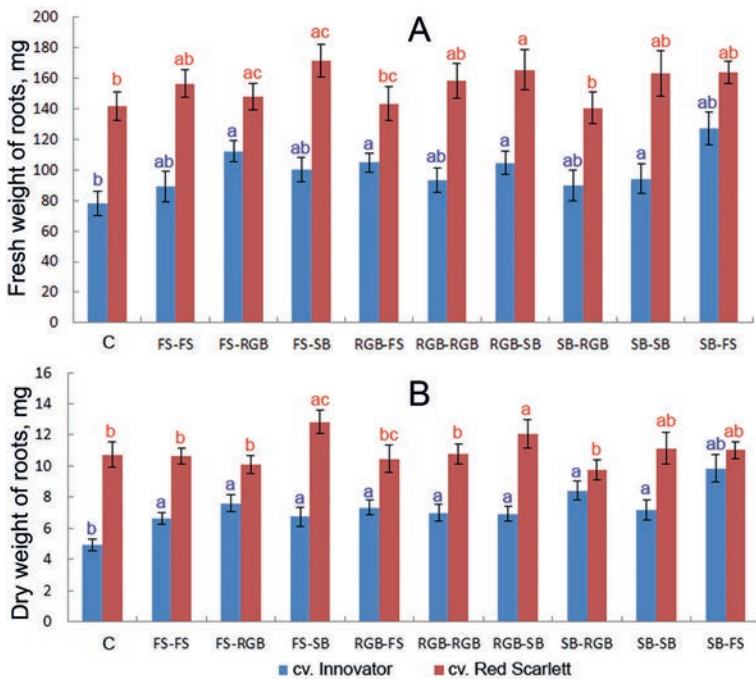 A
Fresh weight of roots, mg
200
180
160
140
120
100
80
60
40
20
0
b b
ab ab
a ac
ab ac
a bc
ab ab
a a
ab b
a ab
ab ab
C FS-FS FS-RGB FS-SB RGB-FS RGB-RGB RGB-SB SB-RGB SB-SB SB-FS
B
Dry weight of roots, mg
16
14
12
10
8
6
4
2
0
b b
a b
a b
a ac
a bc
a b
a a
a b
a ab
ab ab
C FS-FS FS-RGB FS-SB RGB-FS RGB-RGB RGB-SB SB-RGB SB-SB SB-FS
cv. Innovator cv. Red Scarlett